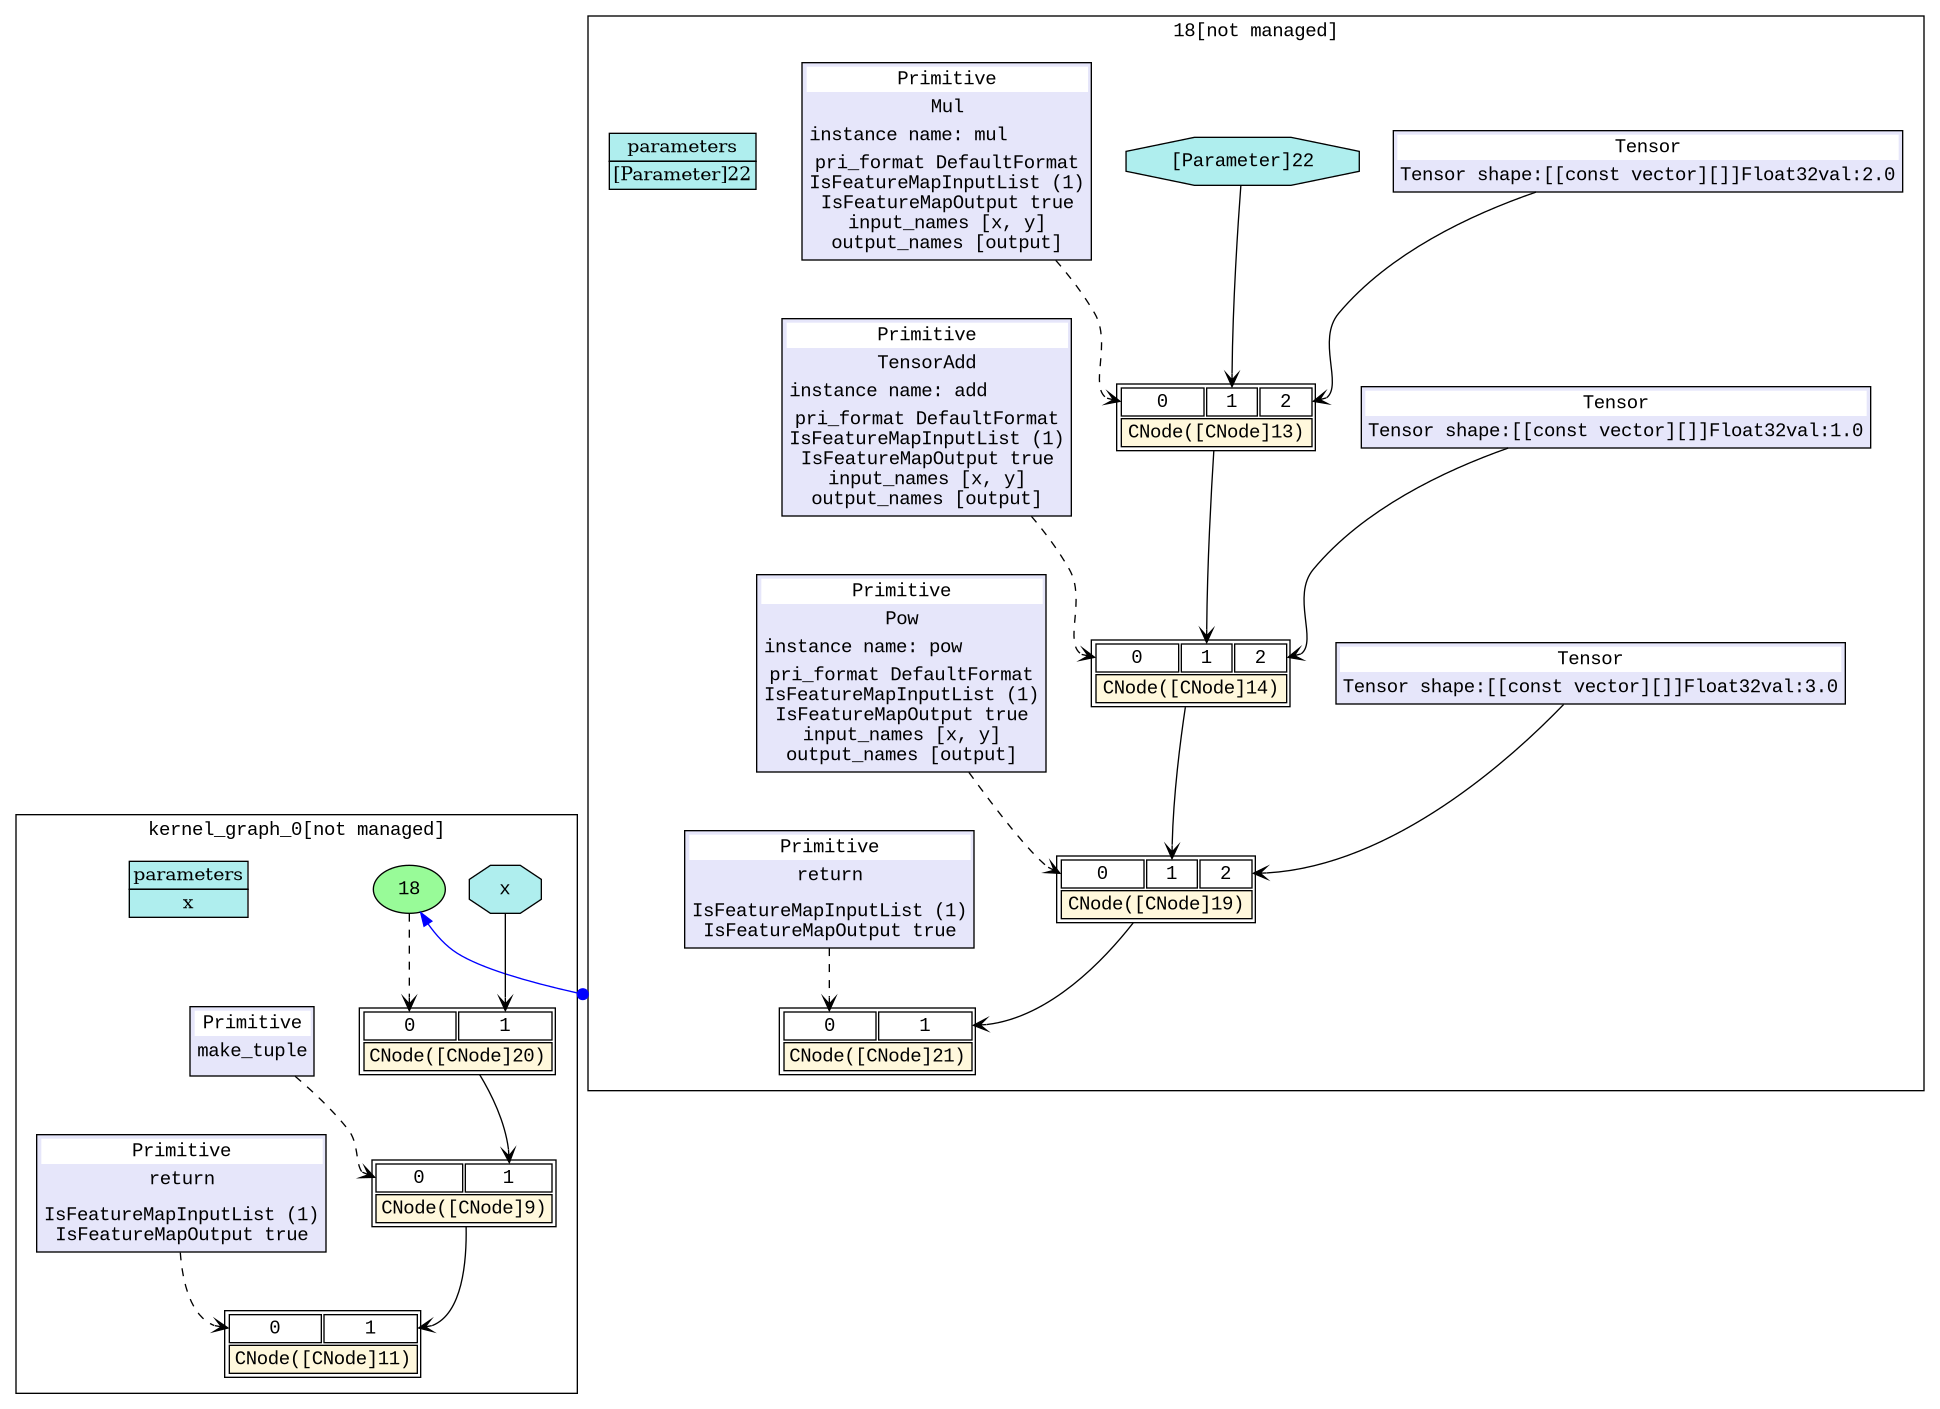 18[not managed]
Primitive
Mul
instance name: mul
pri_format DefaultFormat
IsFeatureMapInputList (1)
IsFeatureMapOutput true
input_names [x, y]
output_names [output]
parameters
[Parameter]22
[Parameter]22
Tensor
Tensor shape:[[const vector][]]Float32val:2.0
Primitive
TensorAdd
instance name: add
pri_format DefaultFormat
IsFeatureMapInputList (1)
IsFeatureMapOutput true
input_names [x, y]
output_names [output]
0 1 2
CNode([CNode]13)
Tensor
Tensor shape:[[const vector][]]Float32val:1.0
Primitive
Pow
instance name: pow
pri_format DefaultFormat
IsFeatureMapInputList (1)
IsFeatureMapOutput true
input_names [x, y]
output_names [output]
0 1 2
CNode([CNode]14)
Tensor
Tensor shape:[[const vector][]]Float32val:3.0
Primitive
return
IsFeatureMapInputList (1)
IsFeatureMapOutput true
0 1 2
CNode([CNode]19)
0 1
CNode([CNode]21)
kernel_graph_0[not managed]
parameters
x
18
x
Primitive
make_tuple
0 1
CNode([CNode]20)
Primitive
return
IsFeatureMapInputList (1)
IsFeatureMapOutput true
0 1
CNode([CNode]9)
0 1
CNode([CNode]11)